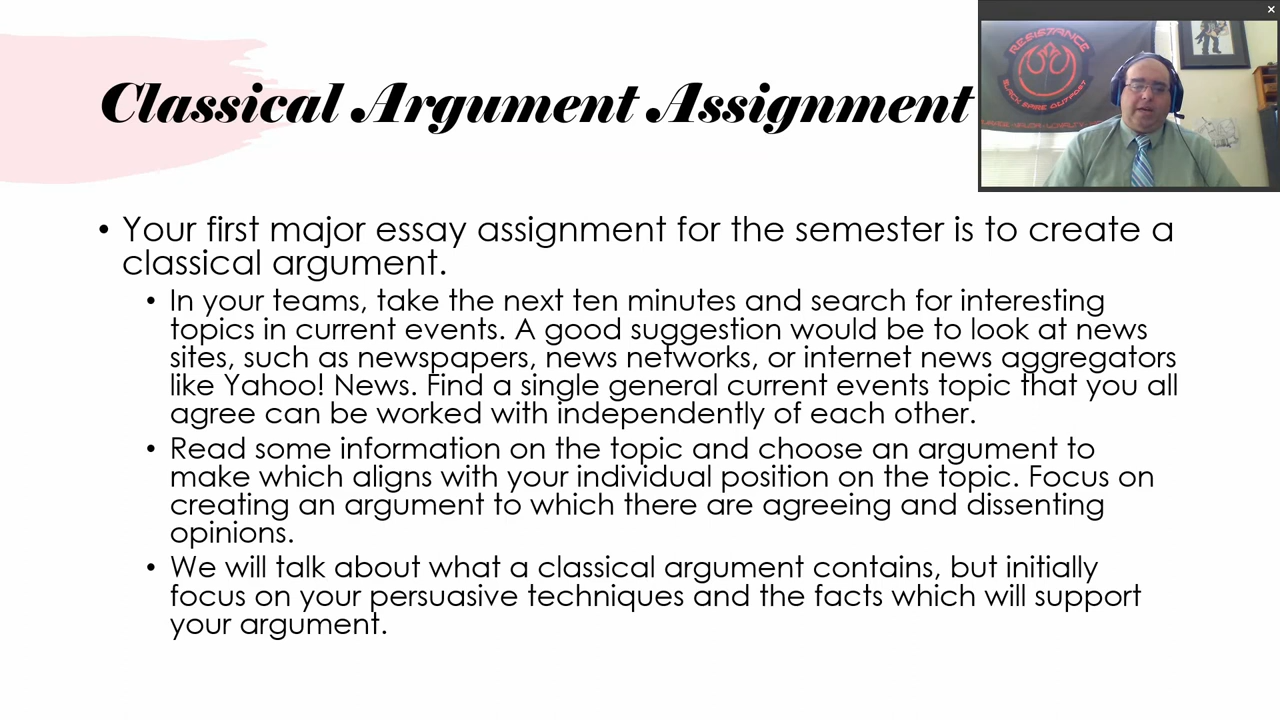 Classical Argument Assignment
RESISTANCE
BLACK SABRE OUTPOST
• Your first major essay assignment for the semester is to create a
classical argument.
• In your teams, take the next ten minutes and search for interesting
topics in current events. A good suggestion would be to look at news
sites, such as newspapers, news networks, or internet news aggregators
like Yahoo! News. Find a single general current events topic that you all
agree can be worked with independently of each other.
• Read some information on the topic and choose an argument to
make which aligns with your individual position on the topic. Focus on
creating an argument to which there are agreeing and dissenting
opinions.
• We will talk about what a classical argument contains, but initially
focus on your persuasive techniques and the facts which will support
your argument.